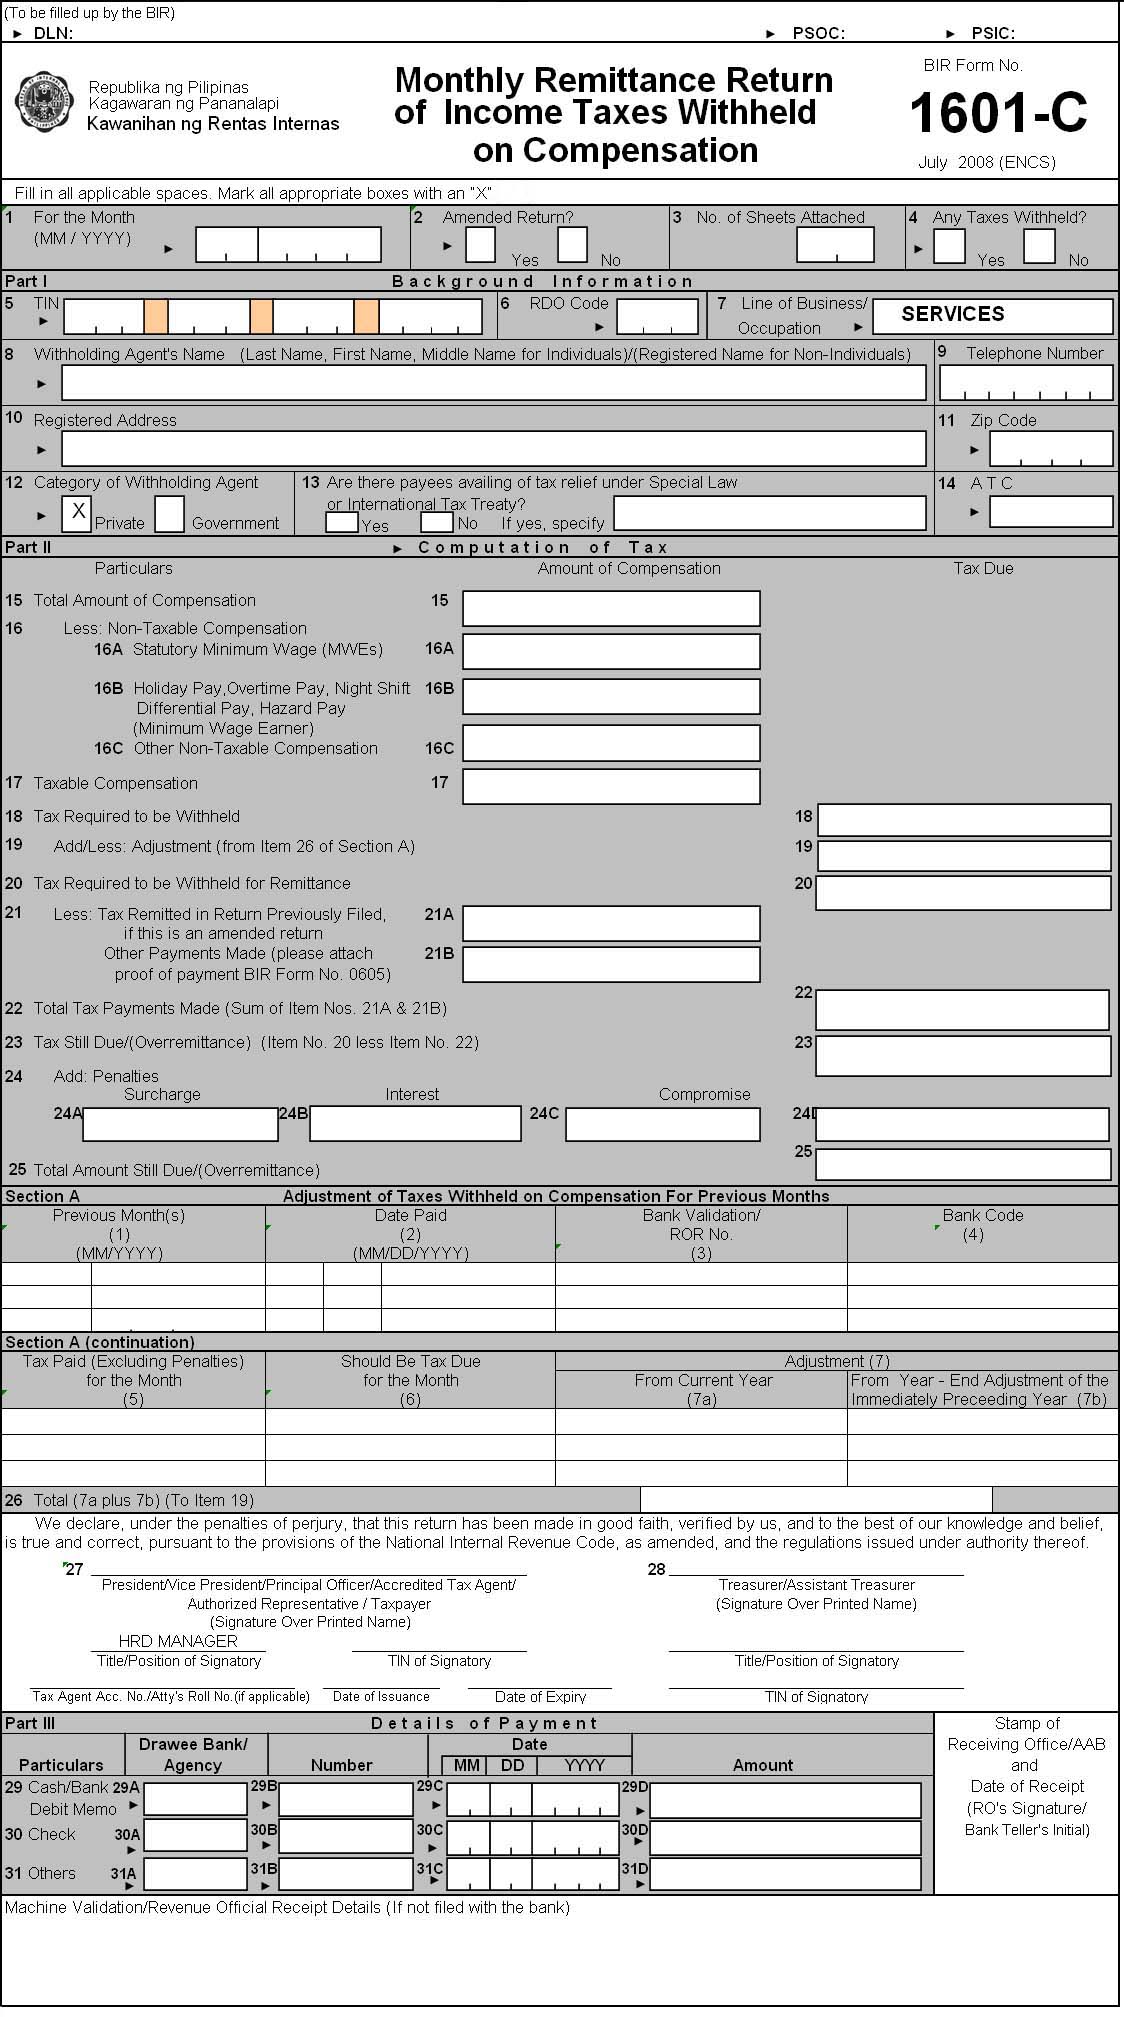 (To be filled up by the BIR)
► DLN: ► PSOC: ► PSIC:
Republika ng Pilipinas
Kagawaran ng Pananalapi
Kawanihan ng Rentas Internas
Monthly Remittance Return
of Income Taxes Withheld
on Compensation
BIR Form No.
1601-C
July 2008 (ENCS)
Fill in all applicable spaces. Mark all appropriate boxes with an "X"
1 For the Month
(MM / YYYY) ►
2 Amended Return?
► Yes No
3 No. of Sheets Attached
4 Any Taxes Withheld?
► Yes No
Part I Background Information
5 TIN ►
6 RDO Code ►
7 Line of Business/
Occupation ► SERVICES
8 Withholding Agent's Name (Last Name, First Name, Middle Name for Individuals)/(Registered Name for Non-Individuals)
►
9 Telephone Number
10 Registered Address
►
11 Zip Code
►
12 Category of Withholding Agent
► X Private Government
13 Are there payees availing of tax relief under Special Law
or International Tax Treaty?
Yes No If yes, specify
14 A T C
►
Part II ► Computation of Tax
Particulars Amount of Compensation Tax Due
15 Total Amount of Compensation 15
16 Less: Non-Taxable Compensation
16A Statutory Minimum Wage (MWEs) 16A
16B Holiday Pay,Overtime Pay, Night Shift 16B
Differential Pay, Hazard Pay
(Minimum Wage Earner)
16C Other Non-Taxable Compensation 16C
17 Taxable Compensation 17
18 Tax Required to be Withheld 18
19 Add/Less: Adjustment (from Item 26 of Section A) 19
20 Tax Required to be Withheld for Remittance 20
21 Less: Tax Remitted in Return Previously Filed, 21A
if this is an amended return
Other Payments Made (please attach 21B
proof of payment BIR Form No. 0605)
22 Total Tax Payments Made (Sum of Item Nos. 21A & 21B) 22
23 Tax Still Due/(Overremittance) (Item No. 20 less Item No. 22) 23
24 Add: Penalties
Surcharge Interest Compromise
24A 24B 24C 24D
25 Total Amount Still Due/(Overremittance) 25
Section A Adjustment of Taxes Withheld on Compensation For Previous Months
Previous Month(s) Date Paid Bank Validation/ Bank Code
(1) (2) ROR No. (4)
(MM/YYYY) (MM/DD/YYYY) (3)
Section A (continuation)
Tax Paid (Excluding Penalties) Should Be Tax Due Adjustment (7)
for the Month for the Month From Current Year From Year - End Adjustment of the
(5) (6) (7a) Immediately Preceeding Year (7b)
26 Total (7a plus 7b) (To Item 19)
We declare, under the penalties of perjury, that this return has been made in good faith, verified by us, and to the best of our knowledge and belief,
is true and correct, pursuant to the provisions of the National Internal Revenue Code, as amended, and the regulations issued under authority thereof.
27 28
President/Vice President/Principal Officer/Accredited Tax Agent/ Treasurer/Assistant Treasurer
Authorized Representative / Taxpayer (Signature Over Printed Name)
(Signature Over Printed Name)
HRD MANAGER
Title/Position of Signatory TIN of Signatory Title/Position of Signatory
Tax Agent Acc. No./Atty's Roll No.(if applicable) Date of Issuance Date of Expiry TIN of Signatory
Part III Details of Payment
Drawee Bank/ Date
Particulars Agency Number MM DD YYYY Amount
29 Cash/Bank 29A 29B 29C 29D
Debit Memo ► ► ► ►
30 Check 30A 30B 30C 30D
► ► ► ►
31 Others 31A 31B 31C 31D
► ► ► ►
Stamp of
Receiving Office/AAB
and
Date of Receipt
(RO's Signature/
Bank Teller's Initial)
Machine Validation/Revenue Official Receipt Details (If not filed with the bank)